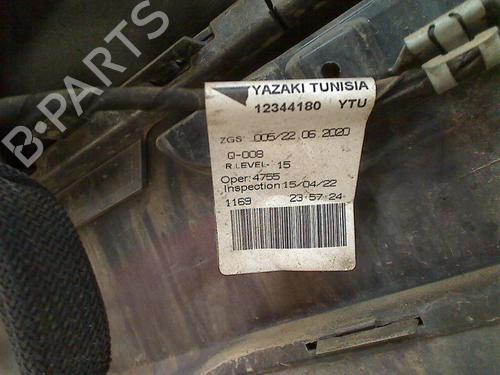 B-PARTS
YAZAKI TUNISIA
12344180 YTU
ZGS 005/22.06.2020
Q-008
R.LEVEL- 15
Oper:4755
Inspection:15/04/22
1169 23:57:24